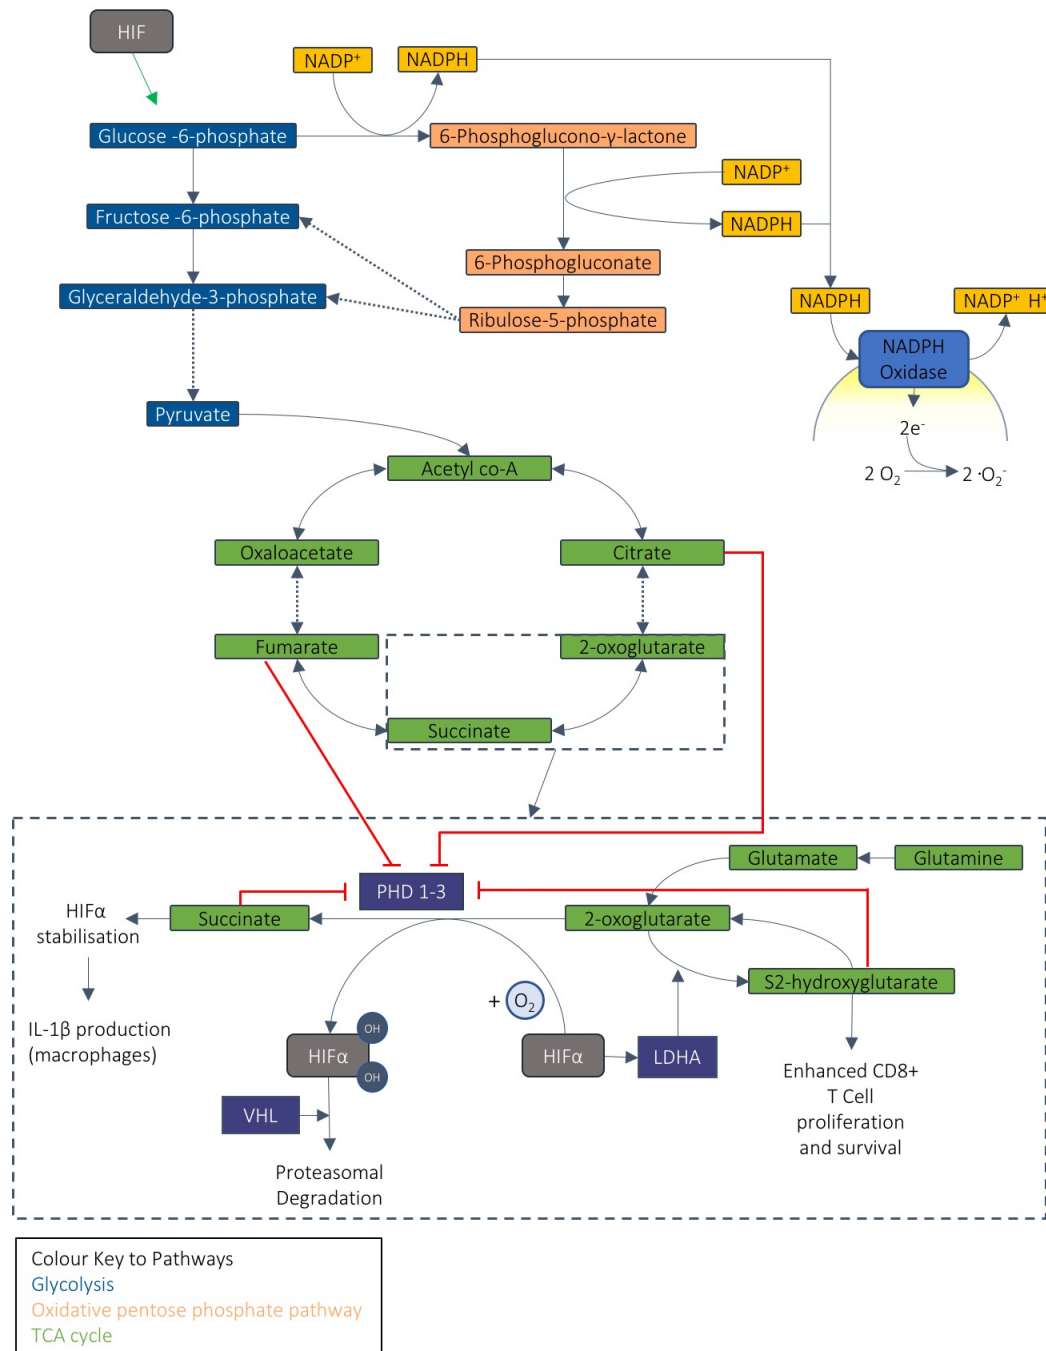 HIF
NADP⁺
NADPH
Glucose -6-phosphate
6-Phosphoglucono-γ-lactone
NADP⁺
Fructose -6-phosphate
NADPH
6-Phosphogluconate
Glyceraldehyde-3-phosphate
Ribulose-5-phosphate
NADPH
NADP⁺ H⁺
NADPH
Oxidase
Pyruvate
2e⁻
2 O₂
2 ·O₂⁻
Acetyl co-A
Oxaloacetate
Citrate
Fumarate
2-oxoglutarate
Succinate
PHD 1-3
Glutamate
Glutamine
HIFα
stabilisation
Succinate
2-oxoglutarate
S2-hydroxyglutarate
+ O₂
IL-1β production
(macrophages)
OH
HIFα
OH
HIFα
LDHA
Enhanced CD8+
T Cell
proliferation
and survival
VHL
Proteasomal
Degradation
Colour Key to Pathways
Glycolysis
Oxidative pentose phosphate pathway
TCA cycle